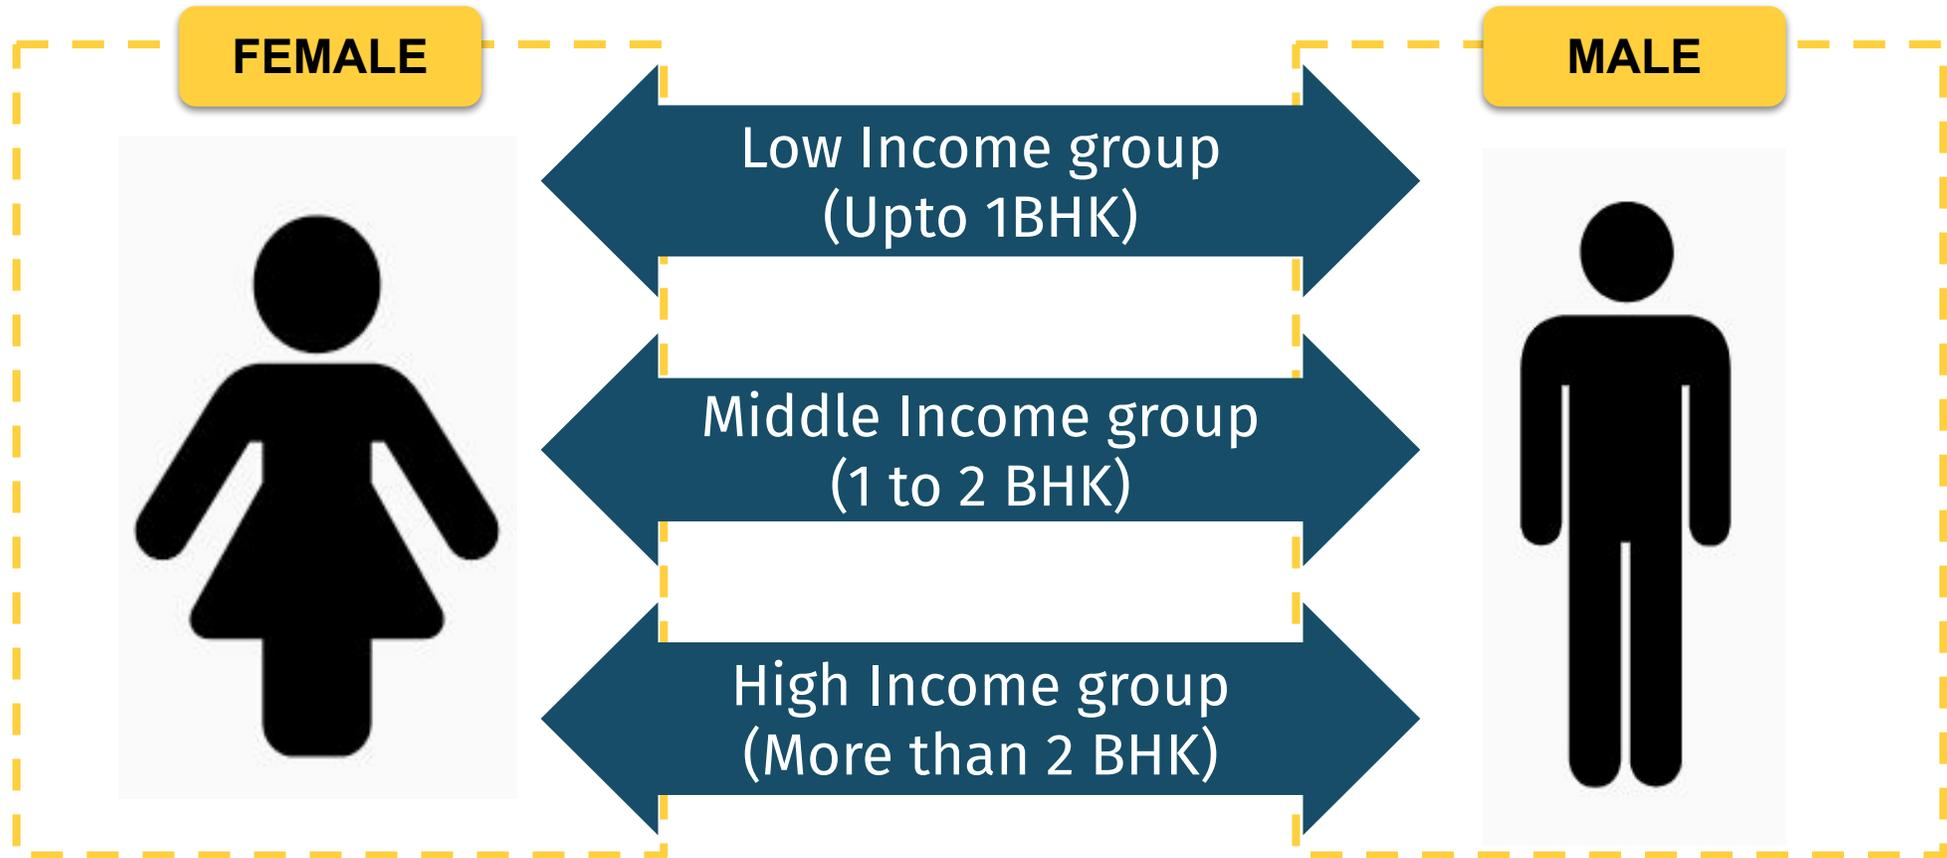 FEMALE
MALE
Low Income group
(Upto 1BHK)
Middle Income group
(1 to 2 BHK)
High Income group
(More than 2 BHK)